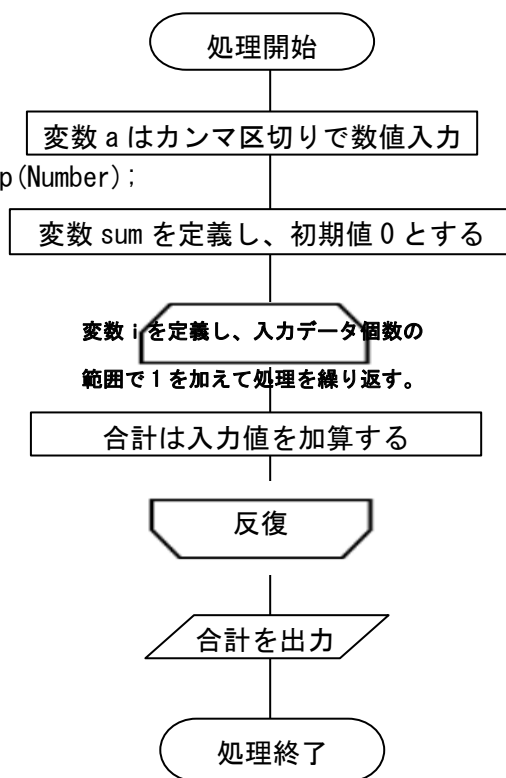 処理開始
変数 a はカンマ区切りで数値入力
p(Number);
変数 sum を定義し、初期値 0 とする
変数 i を定義し、入力データ個数の
範囲で 1 を加えて処理を繰り返す。
合計は入力値を加算する
反復
合計を出力
処理終了